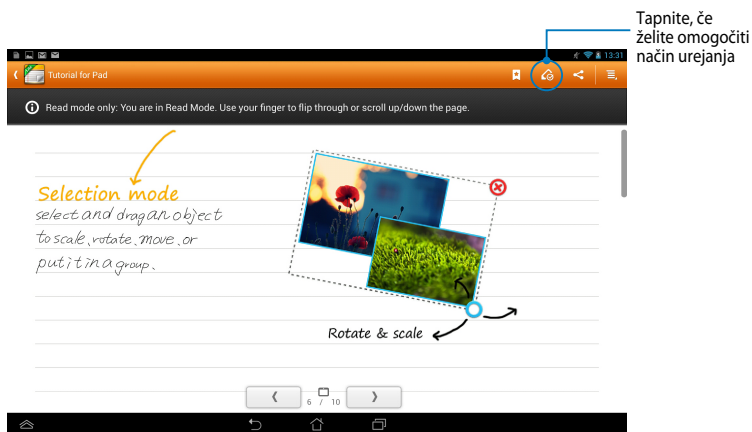 Tapnite, če
želite omogočiti
način urejanja
13:31
Tutorial for Pad
Read mode only: You are in Read Mode. Use your finger to flip through or scroll up/down the page.
Selection mode
select and drag an object
to scale, rotate, move, or
put it in a group.
Rotate & scale
6 / 10